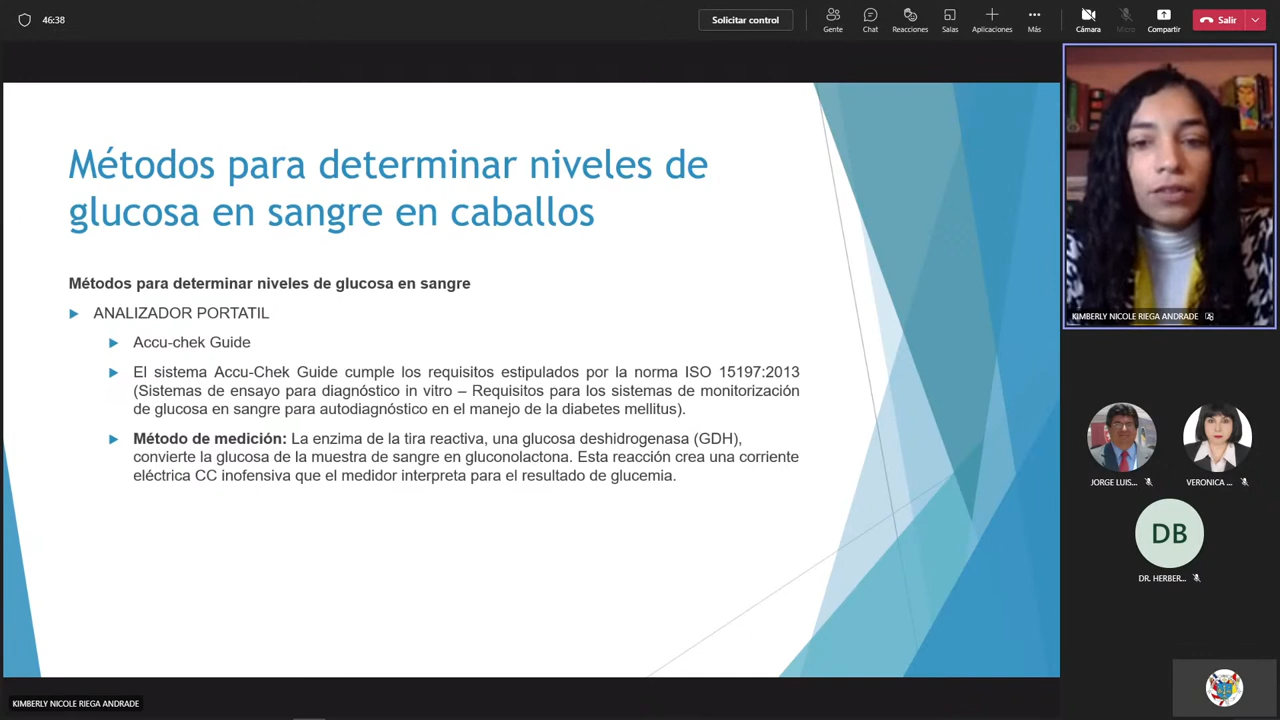 46:38
Solicitar control
Gente
Chat
Reacciones
Salas
Aplicaciones
Más
Cámara
Micro
Compartir
Salir
Métodos para determinar niveles de
glucosa en sangre en caballos
Métodos para determinar niveles de glucosa en sangre
ANALIZADOR PORTATIL
Accu-chek Guide
El sistema Accu-Chek Guide cumple los requisitos estipulados por la norma ISO 15197:2013
(Sistemas de ensayo para diagnóstico in vitro – Requisitos para los sistemas de monitorización
de glucosa en sangre para autodiagnóstico en el manejo de la diabetes mellitus).
Método de medición: La enzima de la tira reactiva, una glucosa deshidrogenasa (GDH),
convierte la glucosa de la muestra de sangre en gluconolactona. Esta reacción crea una corriente
eléctrica CC inofensiva que el medidor interpreta para el resultado de glucemia.
KIMBERLY NICOLE RIEGA ANDRADE
JORGE LUIS...
VERONICA ...
DB
DR. HERBER...
KIMBERLY NICOLE RIEGA ANDRADE